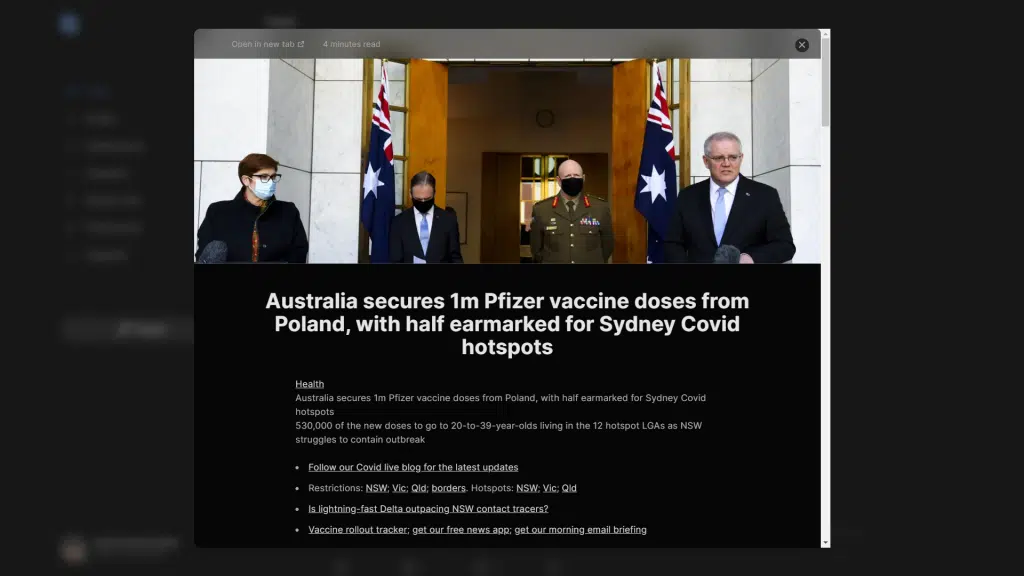 Open in new tab
4 minutes read
Australia secures 1m Pfizer vaccine doses from
Poland, with half earmarked for Sydney Covid
hotspots
Health
Australia secures 1m Pfizer vaccine doses from Poland, with half earmarked for Sydney Covid
hotspots
530,000 of the new doses to go to 20-to-39-year-olds living in the 12 hotspot LGAs as NSW
struggles to contain outbreak
• Follow our Covid live blog for the latest updates
• Restrictions: NSW; Vic; Qld; borders. Hotspots: NSW; Vic; Qld
• Is lightning-fast Delta outpacing NSW contact tracers?
• Vaccine rollout tracker; get our free news app; get our morning email briefing